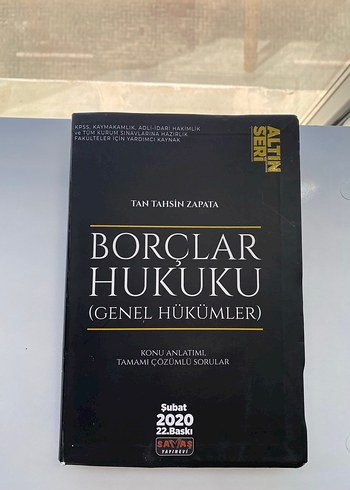 KPSS, KAYMAKAMLIK, ADLİ-İDARİ HAKİMLİK
ve TÜM KURUM SINAVLARINA HAZIRLIK
FAKÜLTELER İÇİN YARDIMCI KAYNAK
ALTIN
SERİ
TAN TAHSİN ZAPATA
BORÇLAR
HUKUKU
(GENEL HÜKÜMLER)
KONU ANLATIMI,
TAMAMI ÇÖZÜMLÜ SORULAR
Şubat
2020
22.Baskı
SAVAŞ
YAYINEVİ